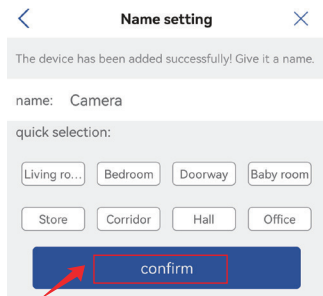 Name setting
The device has been added successfully! Give it a name.
name: Camera
quick selection:
Living ro... Bedroom Doorway Baby room
Store Corridor Hall Office
confirm